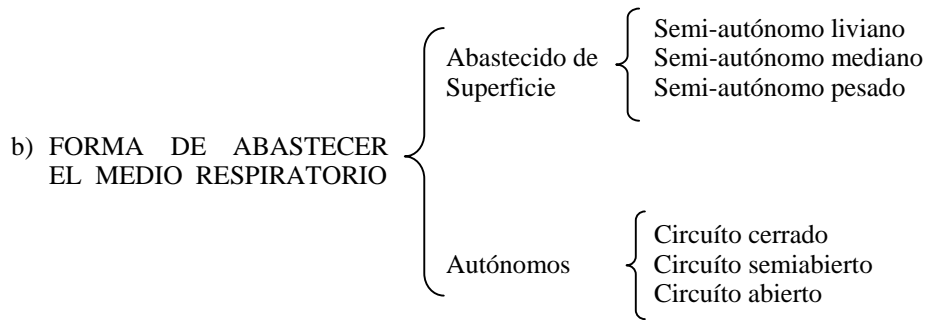 b) FORMA DE ABASTECER
EL MEDIO RESPIRATORIO
Abastecido de
Superficie
Semi-autónomo liviano
Semi-autónomo mediano
Semi-autónomo pesado
Autónomos
Circuíto cerrado
Circuíto semiabierto
Circuíto abierto